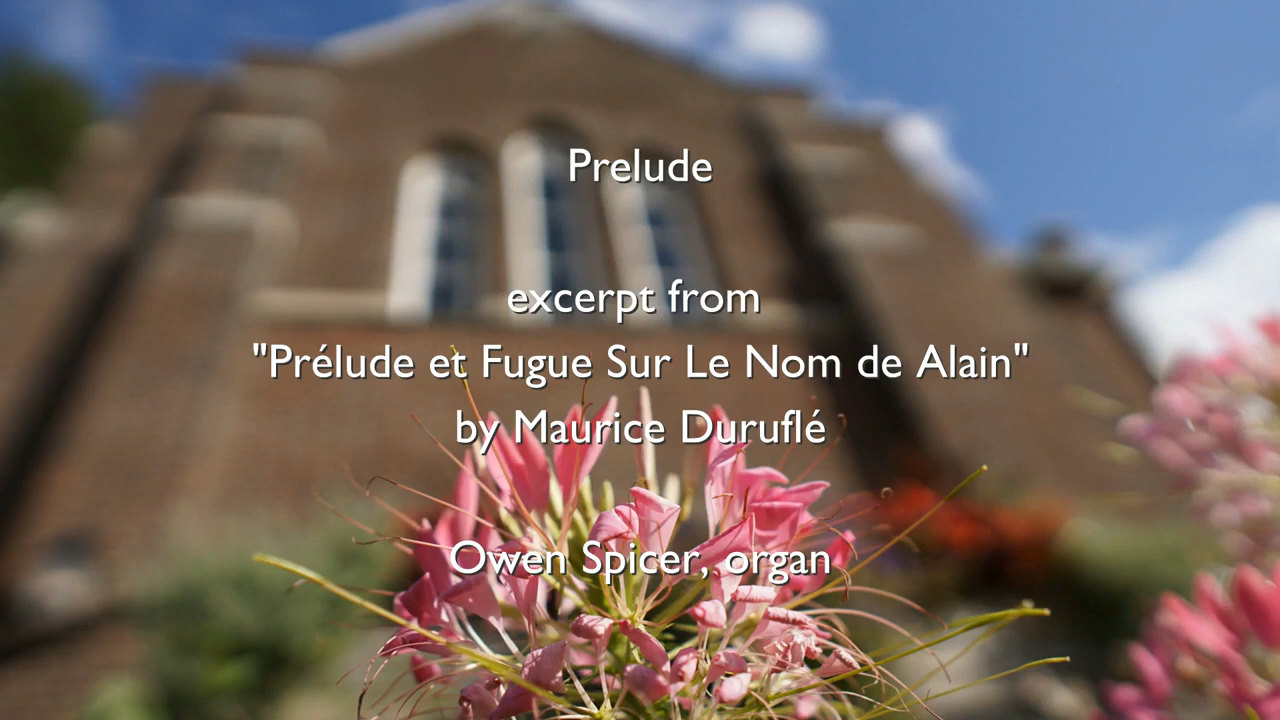 Prelude
excerpt from
"Prélude et Fugue Sur Le Nom de Alain"
by Maurice Duruflé
Owen Spicer, organ